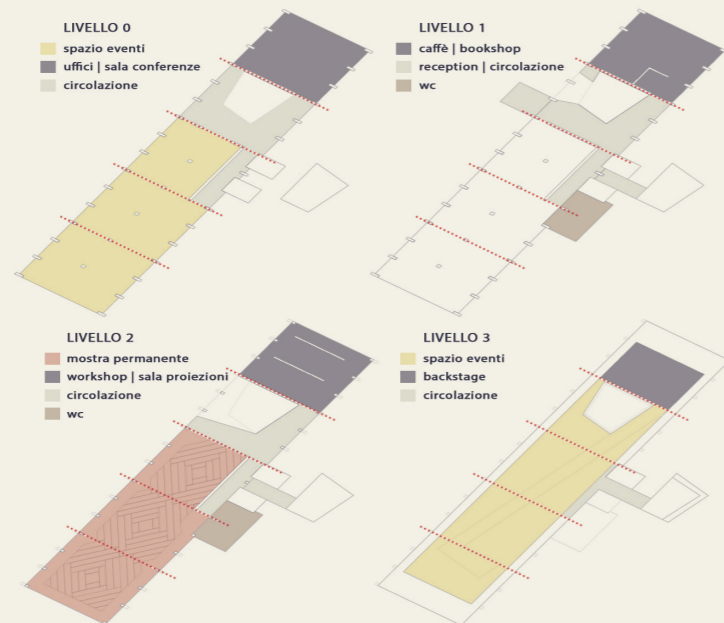 LIVELLO 0
spazio eventi
uffici | sala conferenze
circolazione
LIVELLO 1
caffè | bookshop
reception | circolazione
wc
LIVELLO 2
mostra permanente
workshop | sala proiezioni
circolazione
wc
LIVELLO 3
spazio eventi
backstage
circolazione